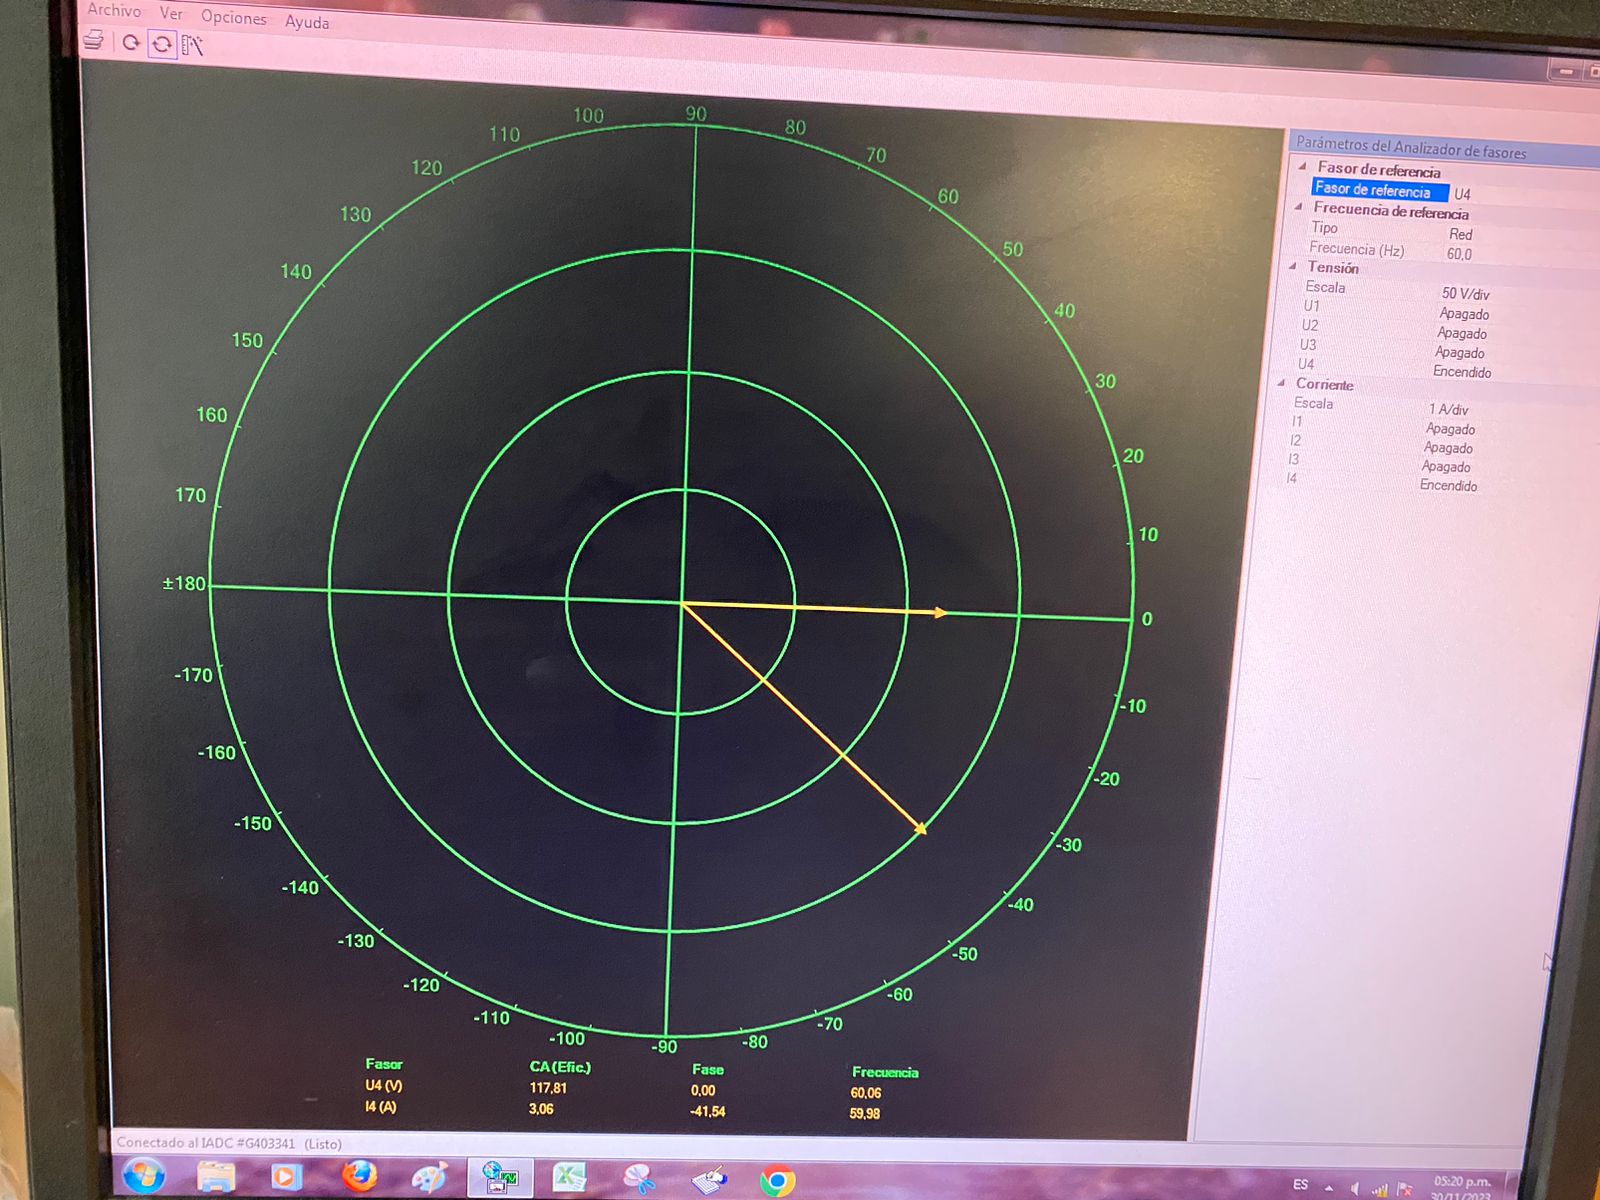 Archivo Ver Opciones Ayuda
Parámetros del Analizador de fasores
Fasor de referencia
Fasor de referencia U4
Frecuencia de referencia
Tipo Red
Frecuencia (Hz) 60,0
Tensión
Escala 50 V/div
U1 Apagado
U2 Apagado
U3 Apagado
U4 Encendido
Corriente
Escala 1 A/div
I1 Apagado
I2 Apagado
I3 Apagado
I4 Encendido
90
100 80
110 70
120 60
130 50
140 40
150 30
160 20
170 10
±180 0
-170 -10
-160 -20
-150 -30
-140 -40
-130 -50
-120 -60
-110 -70
-100 -80
-90
Fasor CA (Efic.) Fase Frecuencia
U4 (V) 117,81 0,00 60,06
I4 (A) 3,06 -41,54 59,98
Conectado al IADC #G403341 (Listo)
ES 05:20 p.m.
30/11/2023